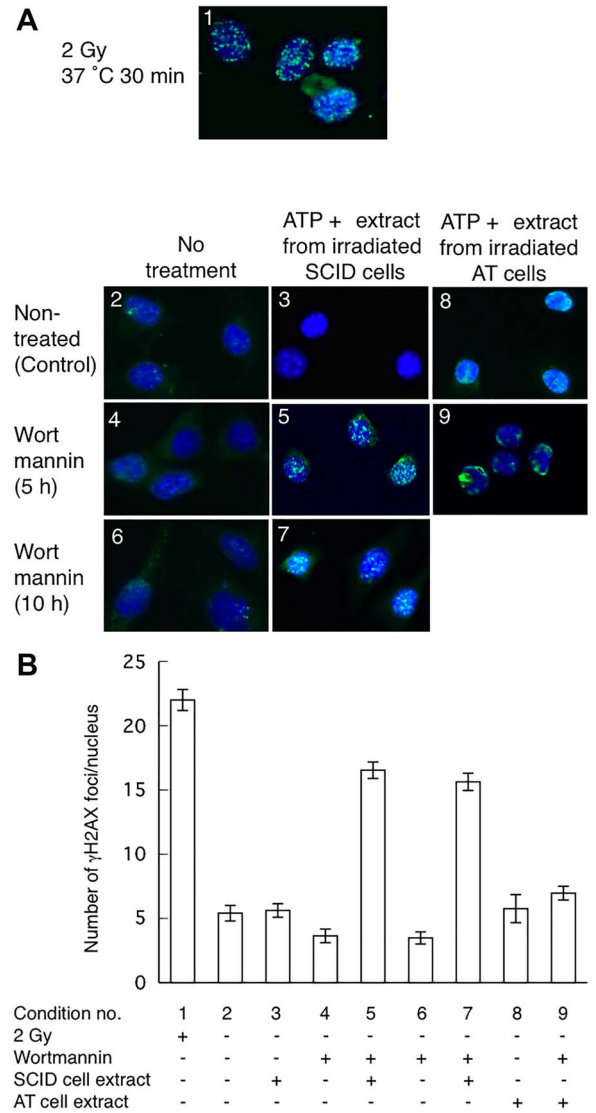 A
1
2 Gy
37 °C 30 min
No
treatment
ATP + extract
from irradiated
SCID cells
ATP + extract
from irradiated
AT cells
Non-
treated
(Control)
2
3
8
Wort
mannin
(5 h)
4
5
9
Wort
mannin
(10 h)
6
7
B
Number of γH2AX foci/nucleus
25
20
15
10
5
0
Condition no. 1 2 3 4 5 6 7 8 9
2 Gy + - - - - - - - -
Wortmannin - - - + + + + - +
SCID cell extract - - + - + - + - -
AT cell extract - - - - - - - + +